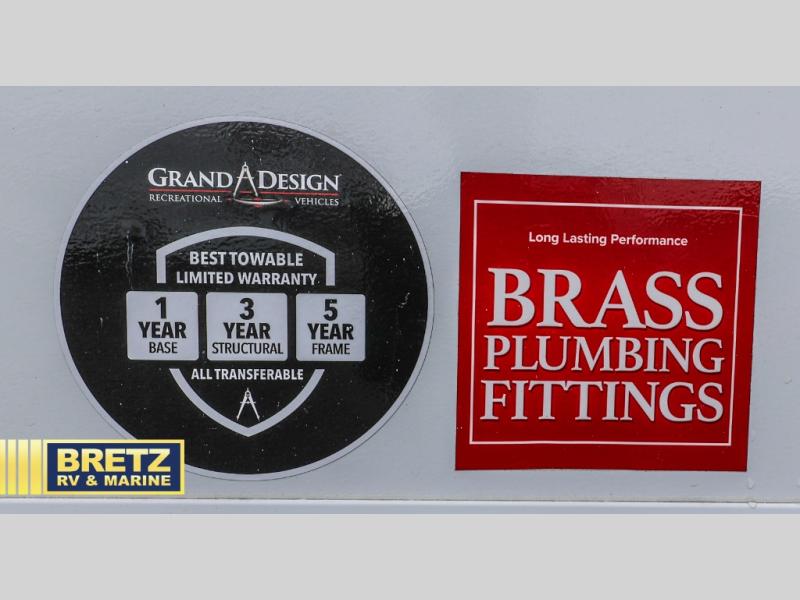 GRAND DESIGN
RECREATIONAL VEHICLES
BEST TOWABLE
LIMITED WARRANTY
1 YEAR BASE
3 YEAR STRUCTURAL
5 YEAR FRAME
ALL TRANSFERABLE
Long Lasting Performance
BRASS
PLUMBING
FITTINGS
BRETZ
RV & MARINE